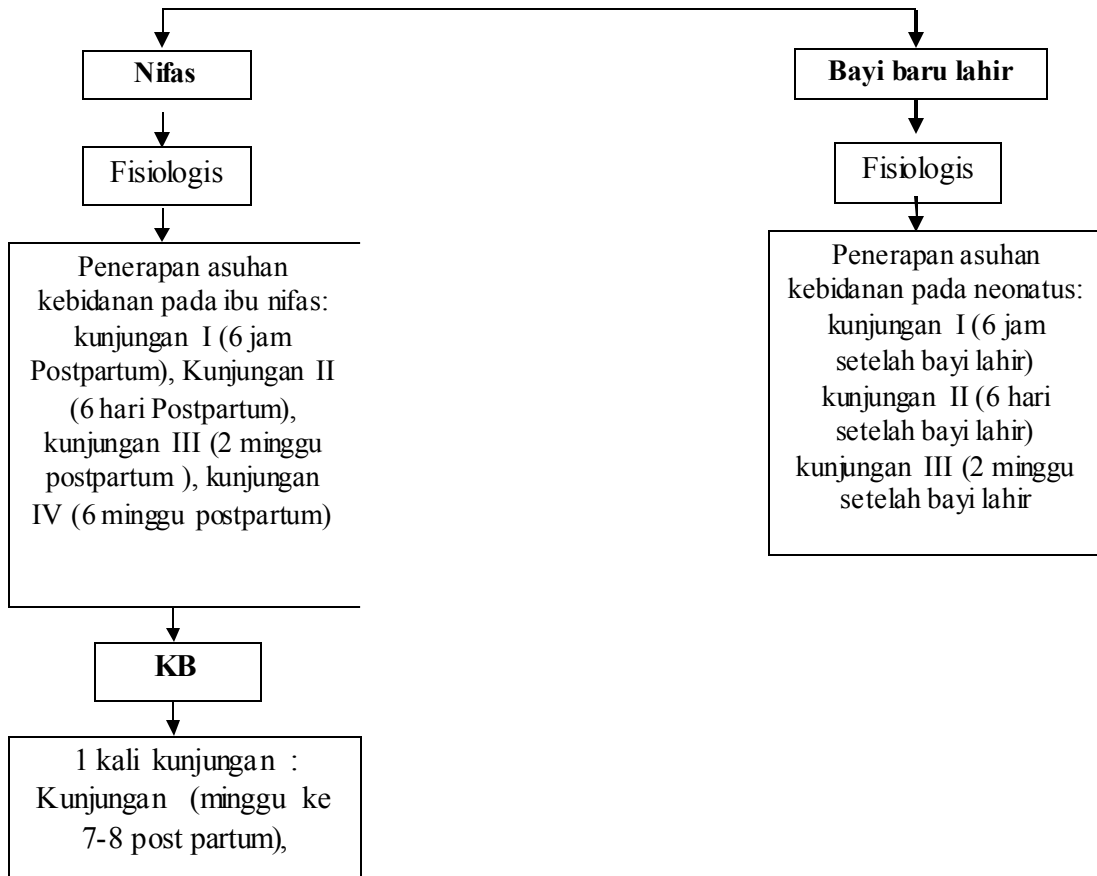 Nifas
Fisiologis
Penerapan asuhan
kebidanan pada ibu nifas:
kunjungan I (6 jam
Postpartum), Kunjungan II
(6 hari Postpartum),
kunjungan III (2 minggu
postpartum ), kunjungan
IV (6 minggu postpartum)
KB
1 kali kunjungan :
Kunjungan (minggu ke
7-8 post partum),
Bayi baru lahir
Fisiologis
Penerapan asuhan
kebidanan pada neonatus:
kunjungan I (6 jam
setelah bayi lahir)
kunjungan II (6 hari
setelah bayi lahir)
kunjungan III (2 minggu
setelah bayi lahir